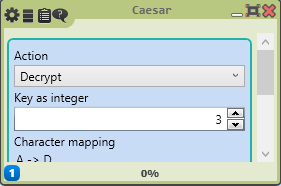 Caesar
Action
Decrypt
Key as integer
3
Character mapping
A -> D
1
0%